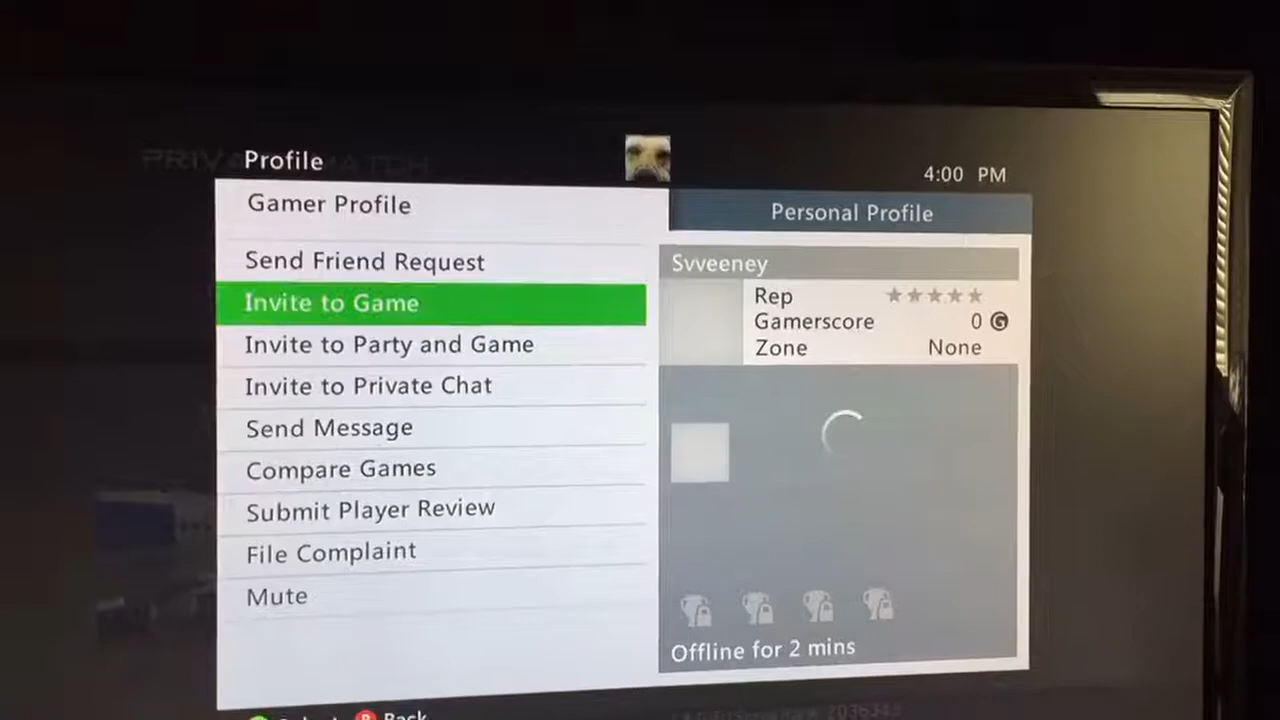 PRIVATE MATCH
Profile
4:00 PM
Gamer Profile
Personal Profile
Send Friend Request
Invite to Game
Invite to Party and Game
Invite to Private Chat
Send Message
Compare Games
Submit Player Review
File Complaint
Mute
Svveeney
Rep
Gamerscore 0 G
Zone None
Offline for 2 mins
B Back